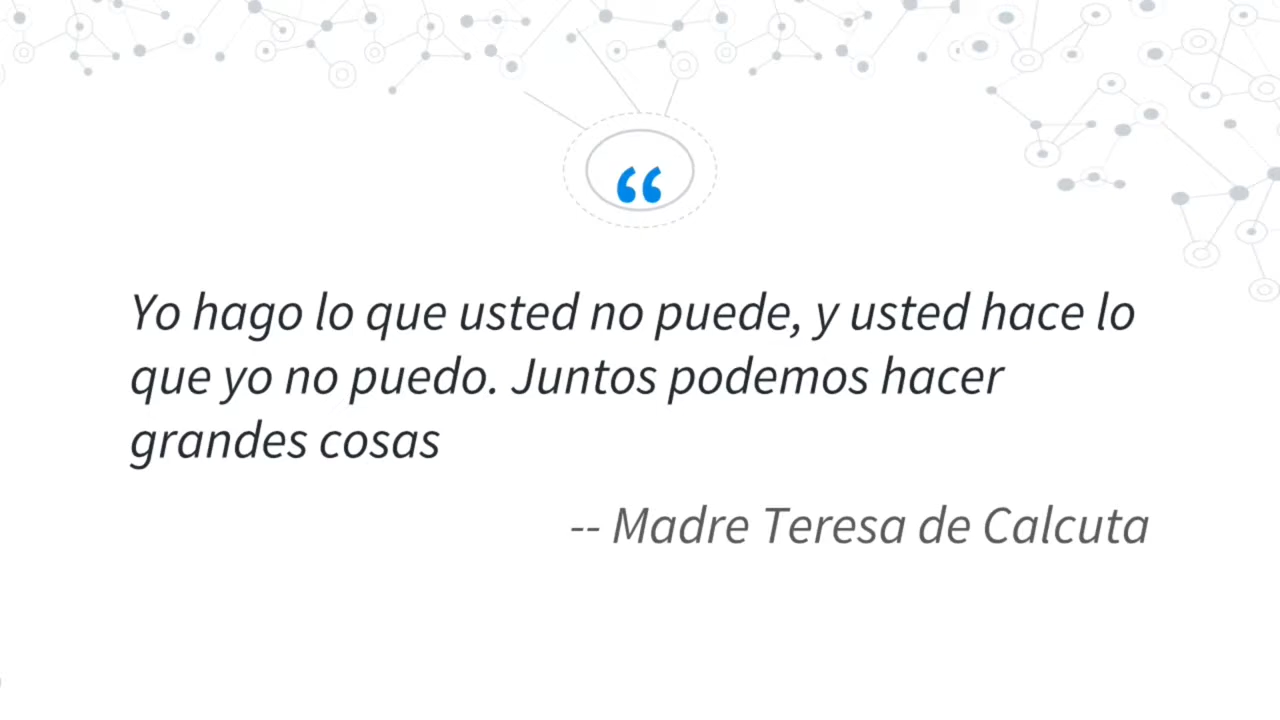 “
Yo hago lo que usted no puede, y usted hace lo
que yo no puedo. Juntos podemos hacer
grandes cosas
-- Madre Teresa de Calcuta